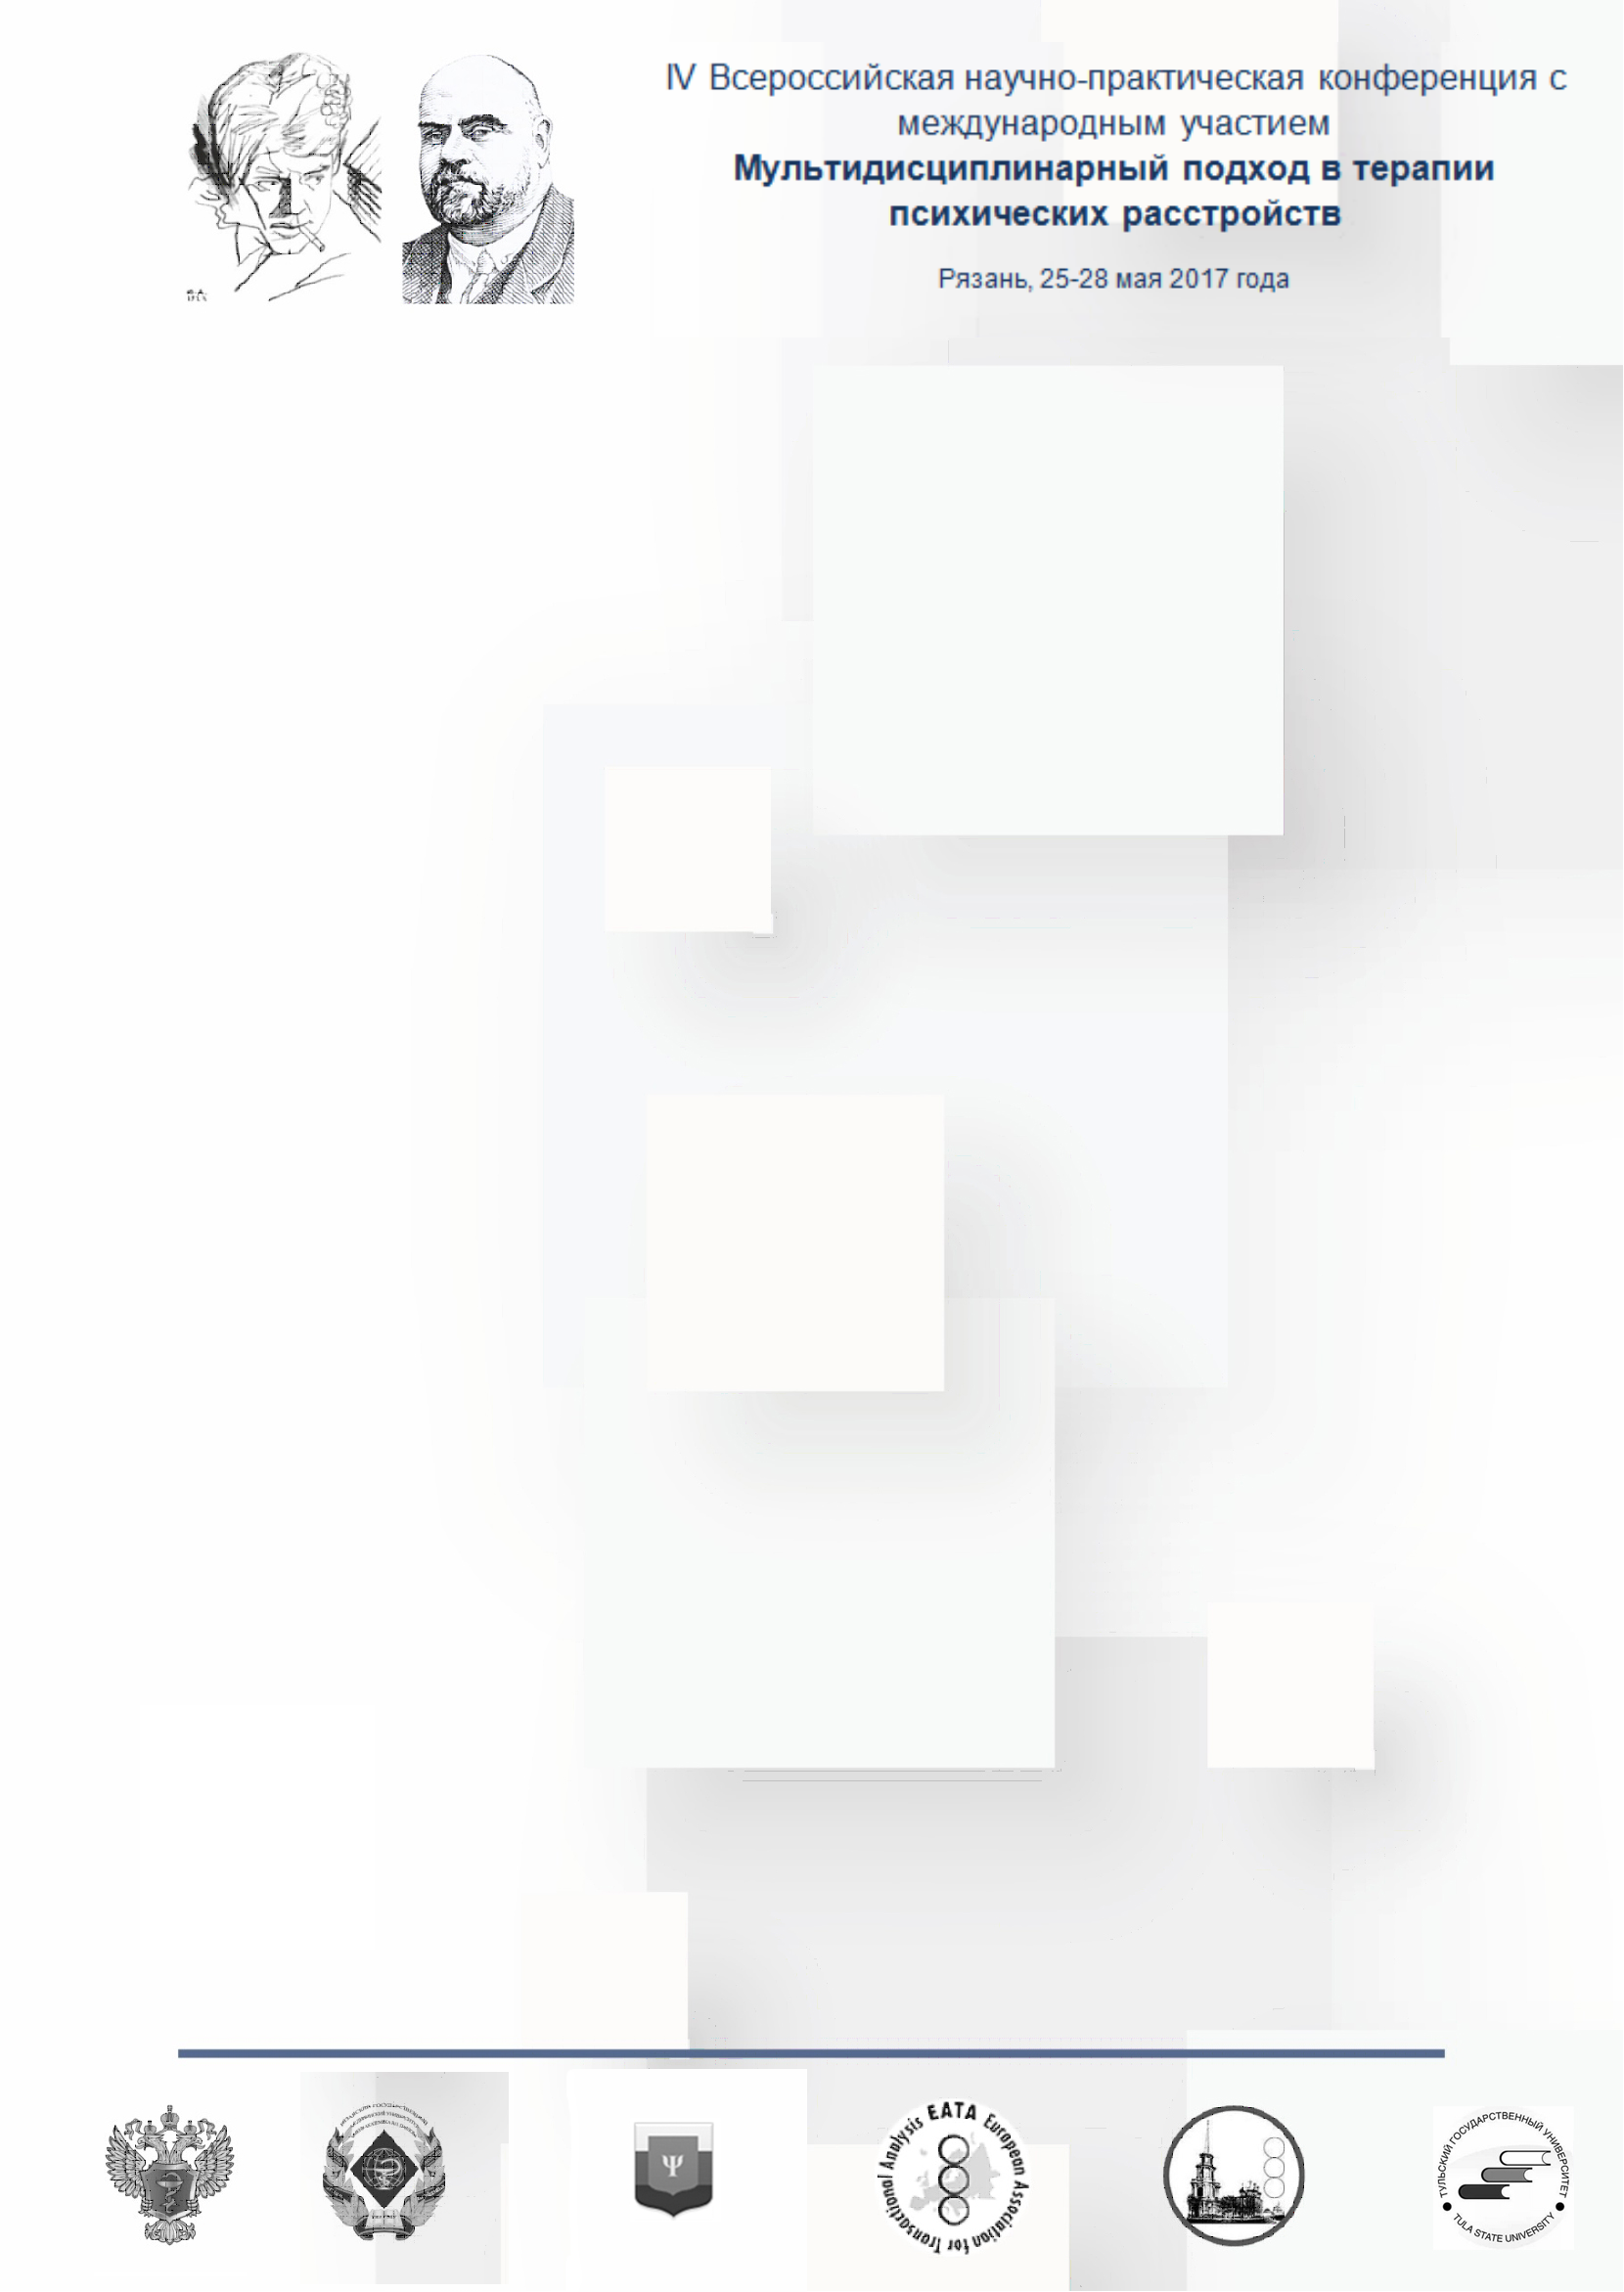 IV Всероссийская научно-практическая конференция с
международным участием
Мультидисциплинарный подход в терапии
психических расстройств
Рязань, 25-28 мая 2017 года
Ψ
EATA European Association for Transactional Analysis
ТУЛЬСКИЙ ГОСУДАРСТВЕННЫЙ УНИВЕРСИТЕТ
TULA STATE UNIVERSITY